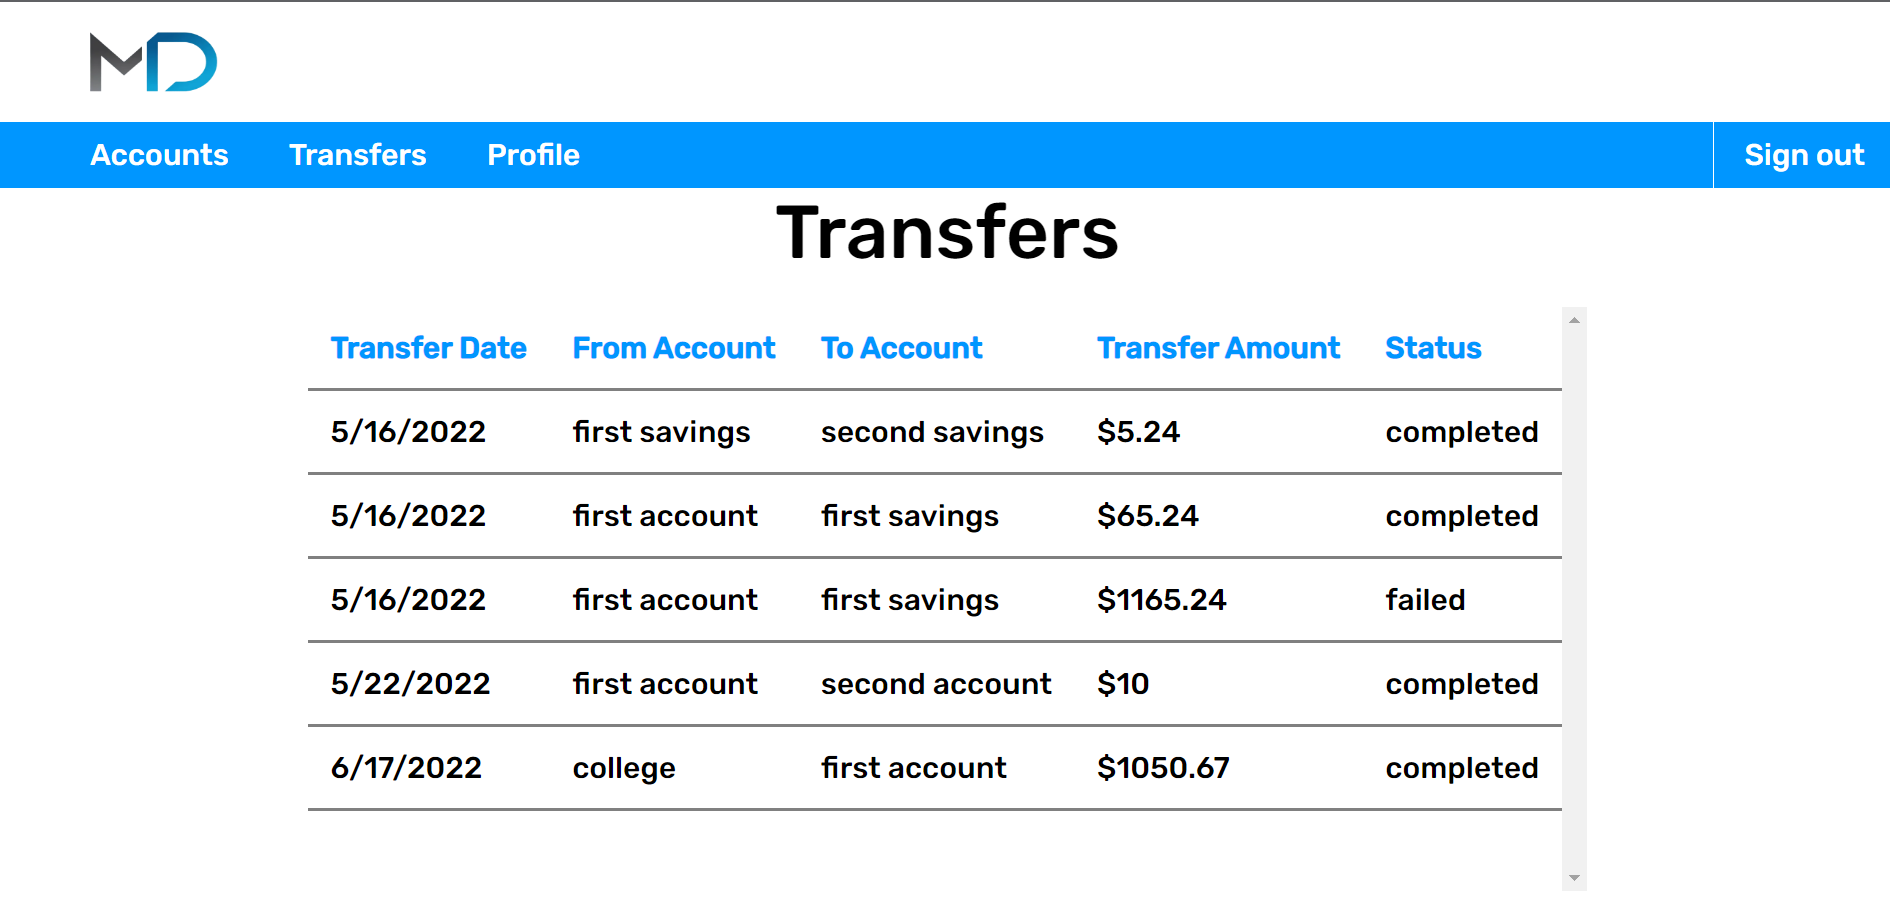 MD
Accounts Transfers Profile Sign out
Transfers
Transfer Date From Account To Account Transfer Amount Status
5/16/2022 first savings second savings $5.24 completed
5/16/2022 first account first savings $65.24 completed
5/16/2022 first account first savings $1165.24 failed
5/22/2022 first account second account $10 completed
6/17/2022 college first account $1050.67 completed